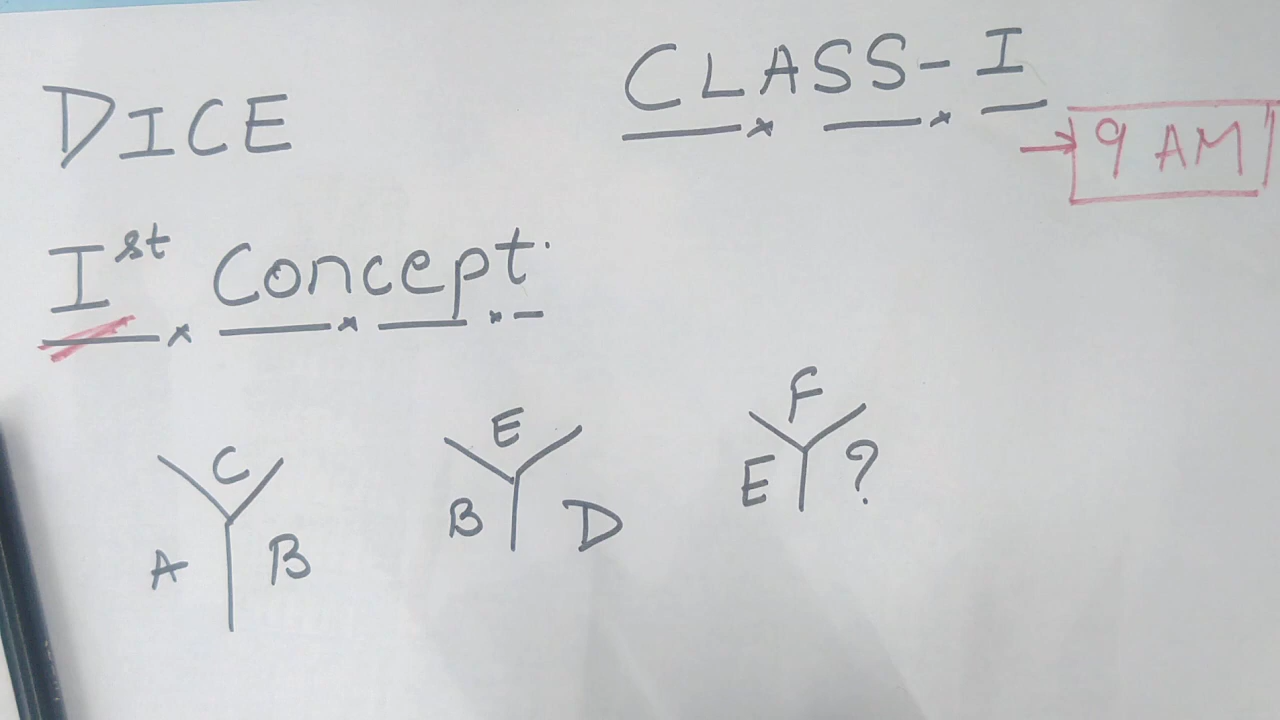 DICE
CLASS-I
9 AM
Ist Concept.
C
A B
E
B D
F
E ?